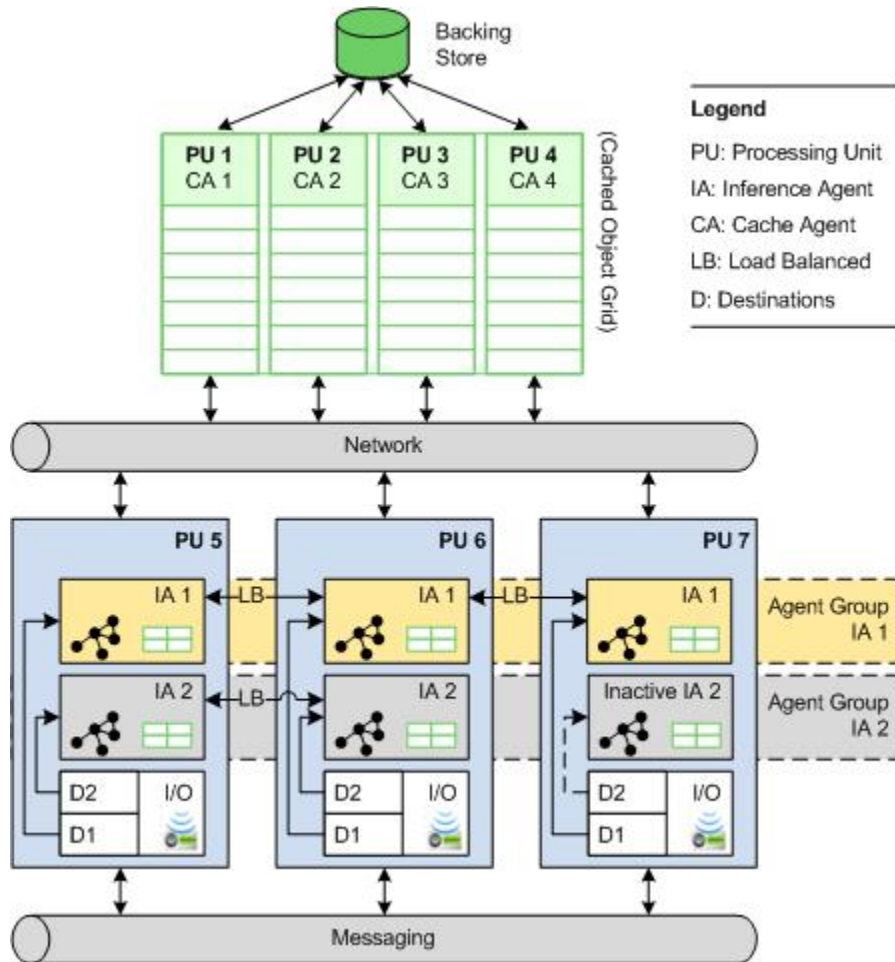 Backing
Store
Legend
PU: Processing Unit
IA: Inference Agent
CA: Cache Agent
LB: Load Balanced
D: Destinations
PU 1
CA 1
PU 2
CA 2
PU 3
CA 3
PU 4
CA 4
(Cached Object Grid)
Network
PU 5
PU 6
PU 7
IA 1
LB
IA 1
LB
IA 1
Agent Group
IA 1
IA 2
LB
IA 2
Inactive IA 2
Agent Group
IA 2
D2
I/O
D1
D2
I/O
D1
D2
I/O
D1
Messaging